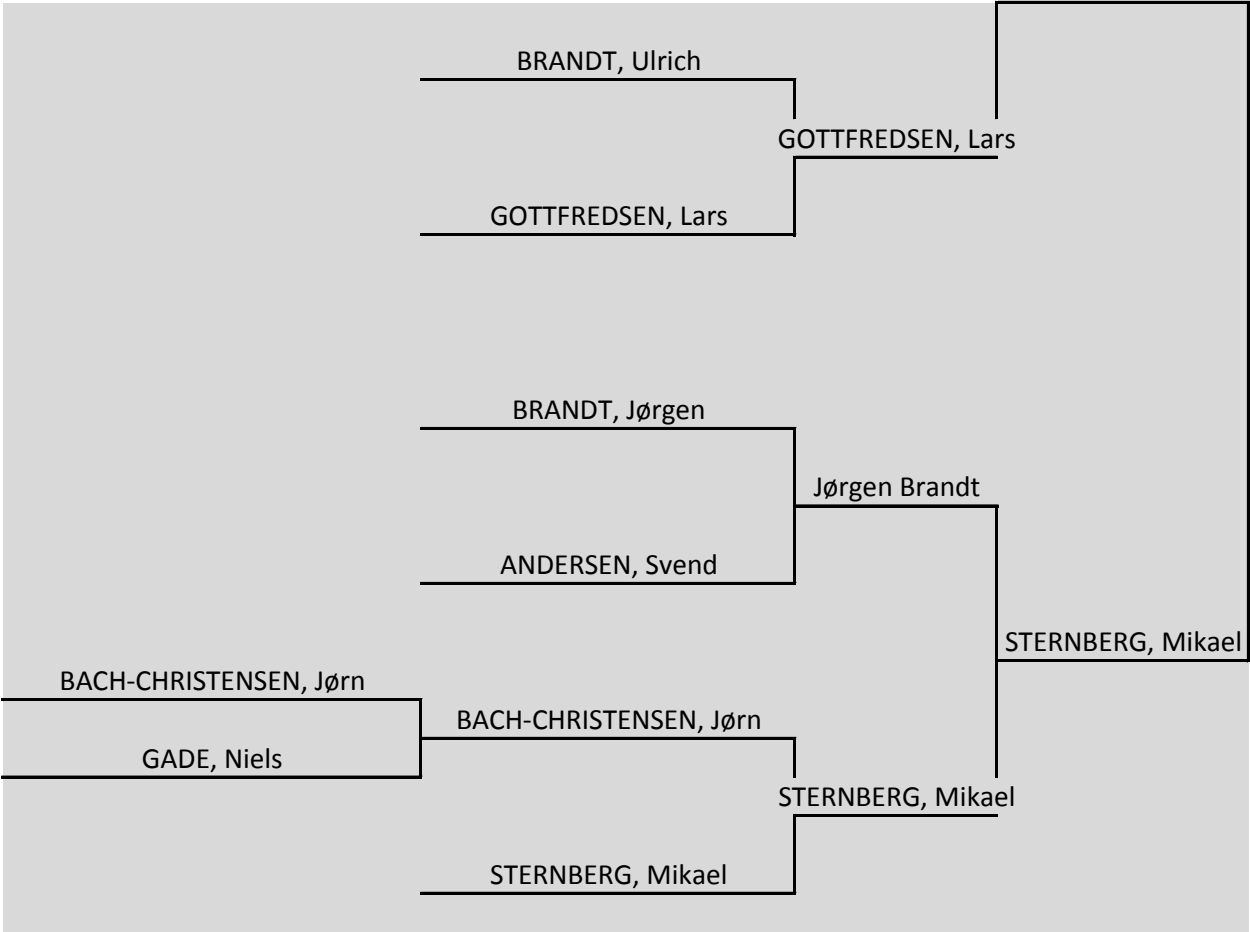 BRANDT, Ulrich
GOTTFREDSEN, Lars
GOTTFREDSEN, Lars
BRANDT, Jørgen
Jørgen Brandt
ANDERSEN, Svend
STERNBERG, Mikael
BACH-CHRISTENSEN, Jørn
BACH-CHRISTENSEN, Jørn
GADE, Niels
STERNBERG, Mikael
STERNBERG, Mikael